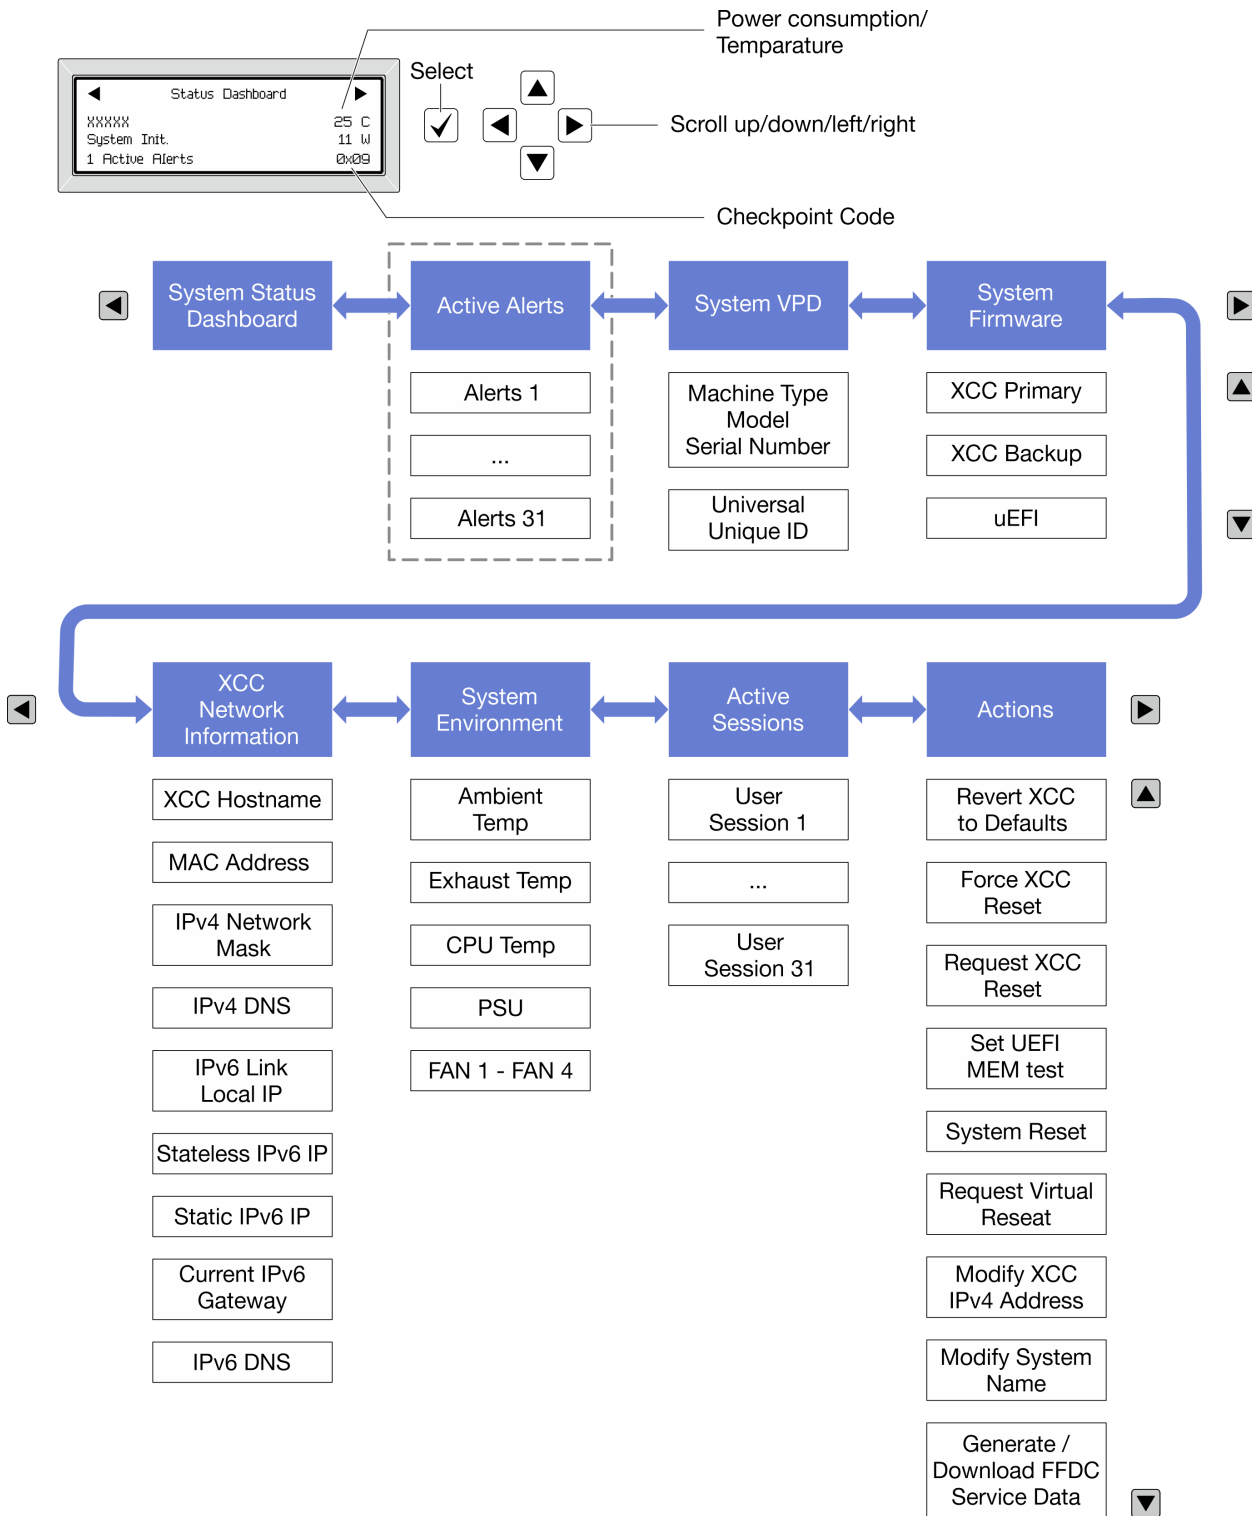 Power consumption/
Temparature
Select
Status Dashboard
XXXXX 25 C
System Init. 11 W
1 Active Alerts 0x09
Scroll up/down/left/right
Checkpoint Code
System Status
Dashboard
Active Alerts
System VPD
System
Firmware
Alerts 1
...
Alerts 31
Machine Type
Model
Serial Number
Universal
Unique ID
XCC Primary
XCC Backup
uEFI
XCC
Network
Information
System
Environment
Active
Sessions
Actions
XCC Hostname
MAC Address
IPv4 Network
Mask
IPv4 DNS
IPv6 Link
Local IP
Stateless IPv6 IP
Static IPv6 IP
Current IPv6
Gateway
IPv6 DNS
Ambient
Temp
Exhaust Temp
CPU Temp
PSU
FAN 1 - FAN 4
User
Session 1
...
User
Session 31
Revert XCC
to Defaults
Force XCC
Reset
Request XCC
Reset
Set UEFI
MEM test
System Reset
Request Virtual
Reseat
Modify XCC
IPv4 Address
Modify System
Name
Generate /
Download FFDC
Service Data